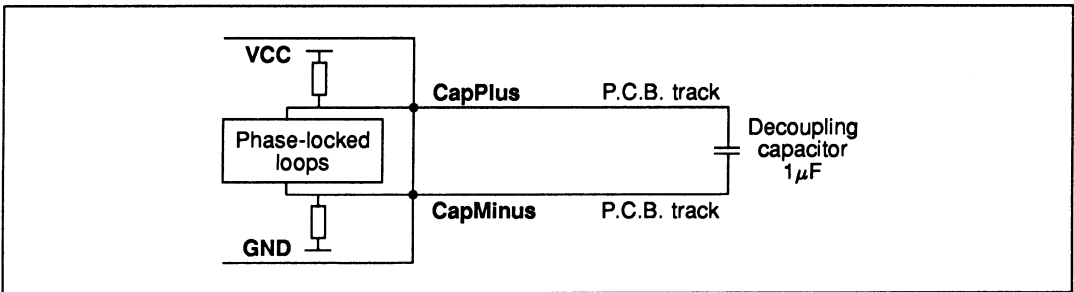 VCC
CapPlus P.C.B. track
Phase-locked
loops
Decoupling
capacitor
1μF
CapMinus P.C.B. track
GND